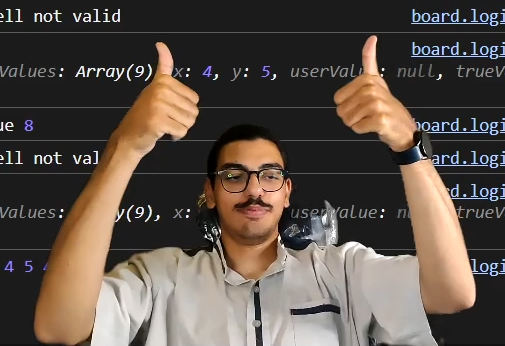 ell not valid board.logi
board.logi
Values: Array(9), x: 4, y: 5, userValue: null, trueV
ue 8 board.logi
ell not val board.logi
.logi
Values: y(9), x: userValue: trueV
4 5 logi